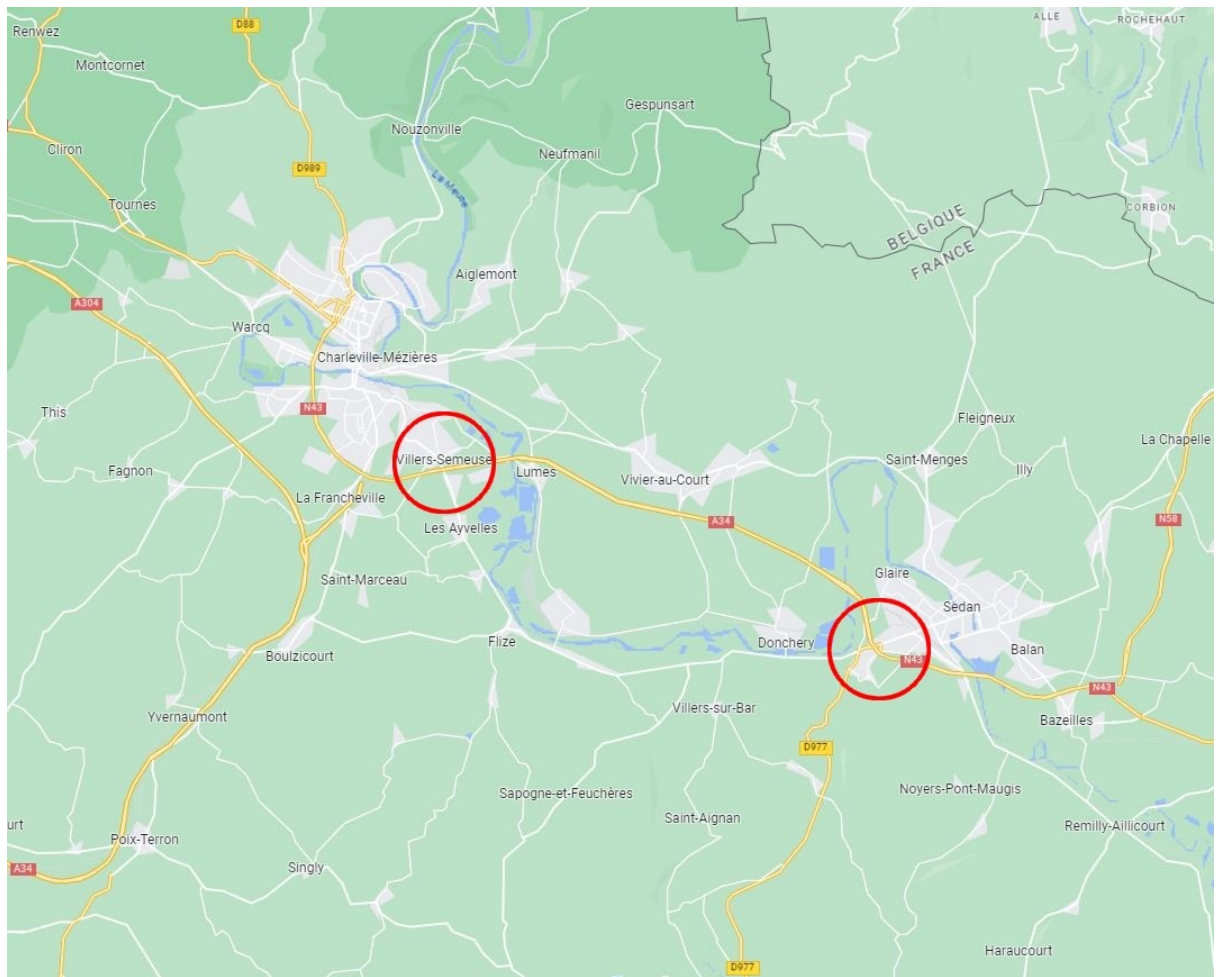 ALLE
ROCHEHAUT
D88
Renwez
Montcornet
Gespunsart
Nouzonville
Cliron
Neufmanil
D989
La Meuse
Tournes
CORBION
BELGIQUE
FRANCE
Aiglemont
A304
Warcq
Charleville-Mézières
N43
This
Fleigneux
La Chapelle
Villers-Semeuse
Saint-Menges
Fagnon
Lumes
Illy
Vivier-au-Court
La Francheville
A34
N58
Les Ayvelles
Saint-Marceau
Glaire
Sedan
Flize
Donchery
Boulzicourt
Balan
N43
N43
Villers-sur-Bar
Yvernaumont
Bazeilles
D977
Sapogne-et-Feuchères
Noyers-Pont-Maugis
Saint-Aignan
urt
Remilly-Aillicourt
Poix-Terron
A34
Singly
Haraucourt
D977